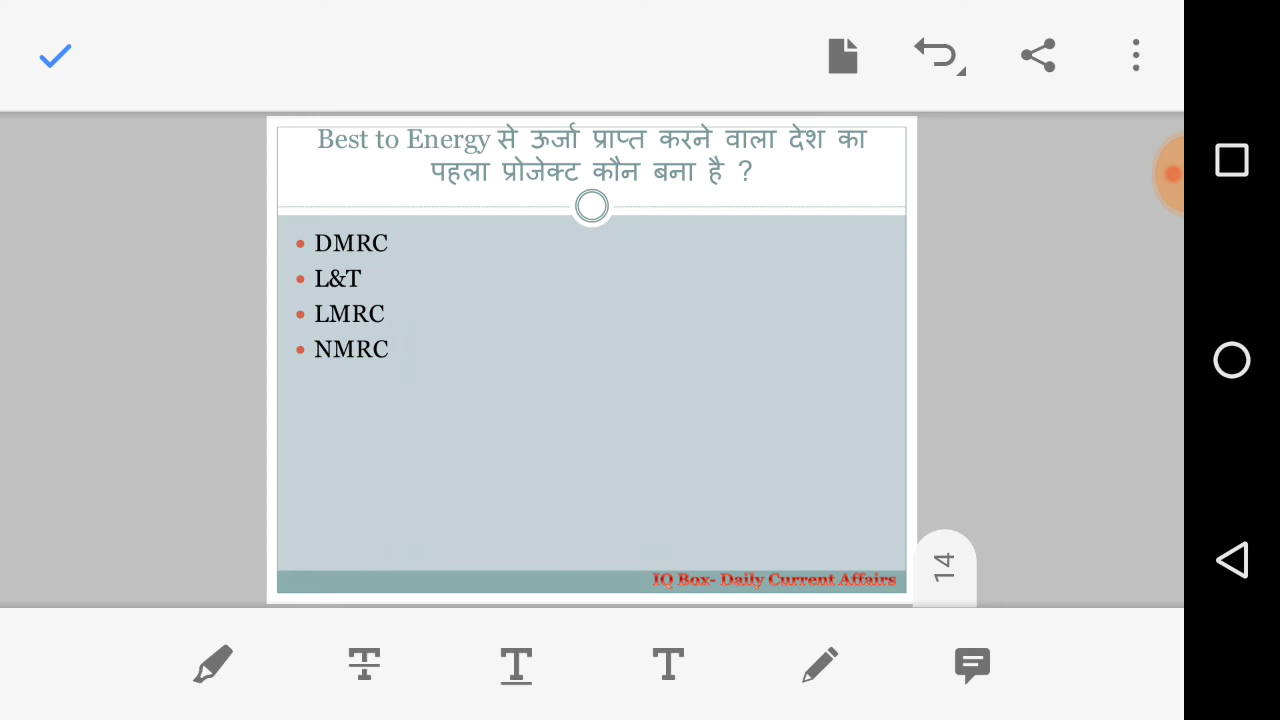 Best to Energy से ऊर्जा प्राप्त करने वाला देश का
पहला प्रोजेक्ट कौन बना है ?
DMRC
L&T
LMRC
NMRC
IQ Box- Daily Current Affairs
14
T
T
T